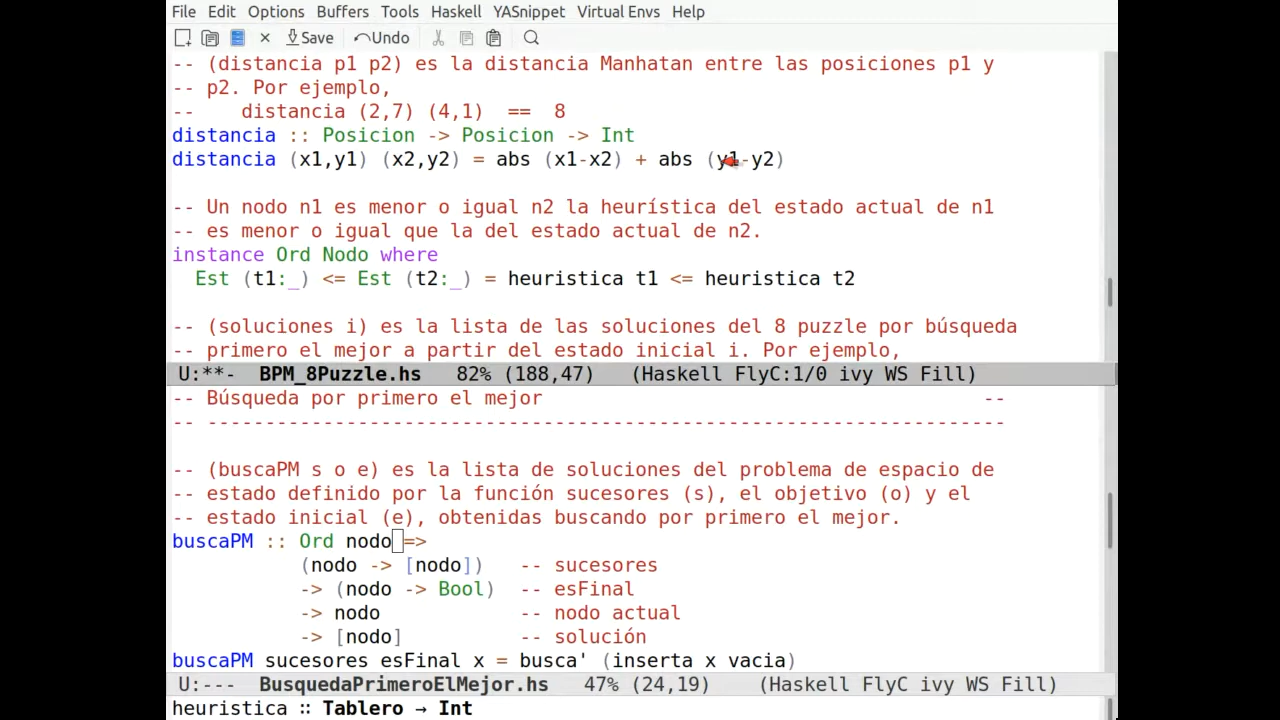 File Edit Options Buffers Tools Haskell YASnippet Virtual Envs Help
Save Undo
-- (distancia p1 p2) es la distancia Manhatan entre las posiciones p1 y
-- p2. Por ejemplo,
--    distancia (2,7) (4,1)  ==  8
distancia :: Posicion -> Posicion -> Int
distancia (x1,y1) (x2,y2) = abs (x1-x2) + abs (y1-y2)
-- Un nodo n1 es menor o igual n2 la heurística del estado actual de n1
-- es menor o igual que la del estado actual de n2.
instance Ord Nodo where
  Est (t1:_) <= Est (t2:_) = heuristica t1 <= heuristica t2
-- (soluciones i) es la lista de las soluciones del 8 puzzle por búsqueda
-- primero el mejor a partir del estado inicial i. Por ejemplo,
U:**-  BPM_8Puzzle.hs   82% (188,47)   (Haskell FlyC:1/0 ivy WS Fill)
-- Búsqueda por primero el mejor                                      --
-- ---------------------------------------------------------------------
-- (buscaPM s o e) es la lista de soluciones del problema de espacio de
-- estado definido por la función sucesores (s), el objetivo (o) y el
-- estado inicial (e), obtenidas buscando por primero el mejor.
buscaPM :: Ord nodo =>
           (nodo -> [nodo])   -- sucesores
           -> (nodo -> Bool)  -- esFinal
           -> nodo            -- nodo actual
           -> [nodo]          -- solución
buscaPM sucesores esFinal x = busca' (inserta x vacia)
U:---  BusquedaPrimeroElMejor.hs   47% (24,19)    (Haskell FlyC ivy WS Fill)
heuristica :: Tablero → Int